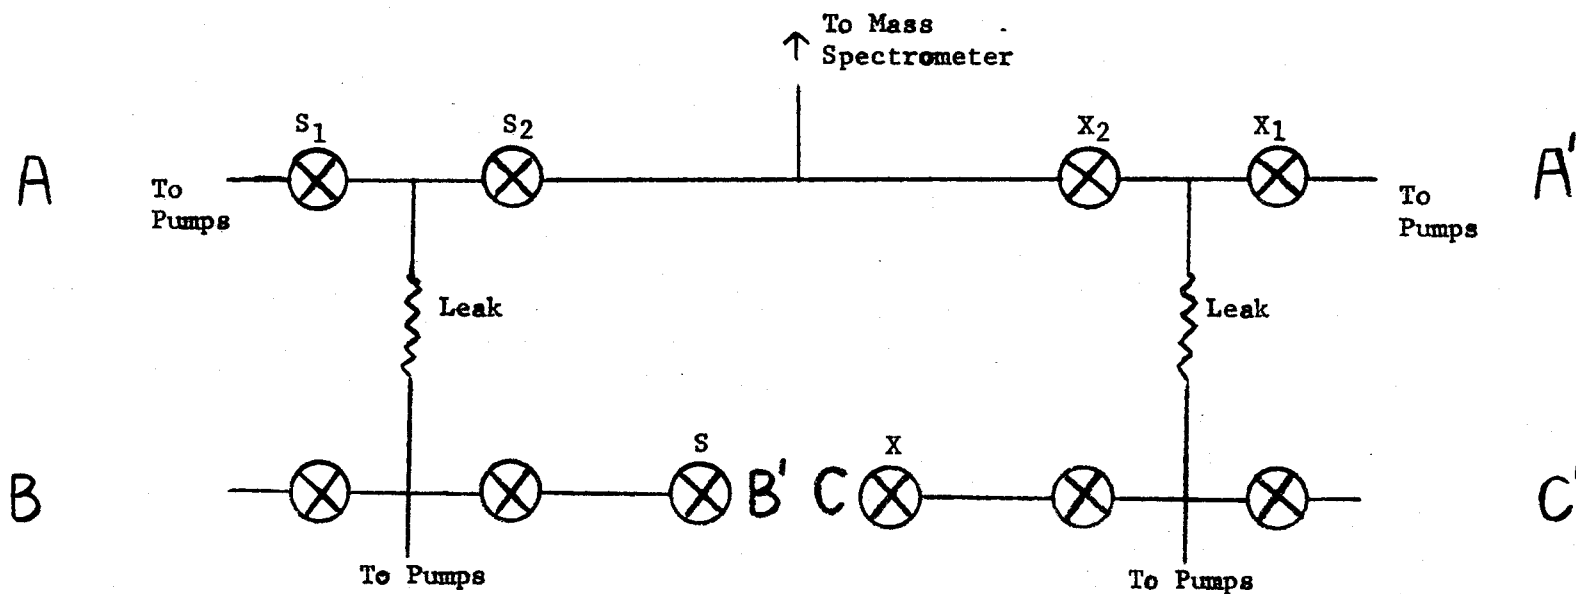 To Mass
Spectrometer
S1 S2 X2 X1
A A'
To
Pumps
To
Pumps
Leak Leak
S X
B B' C C'
To Pumps To Pumps